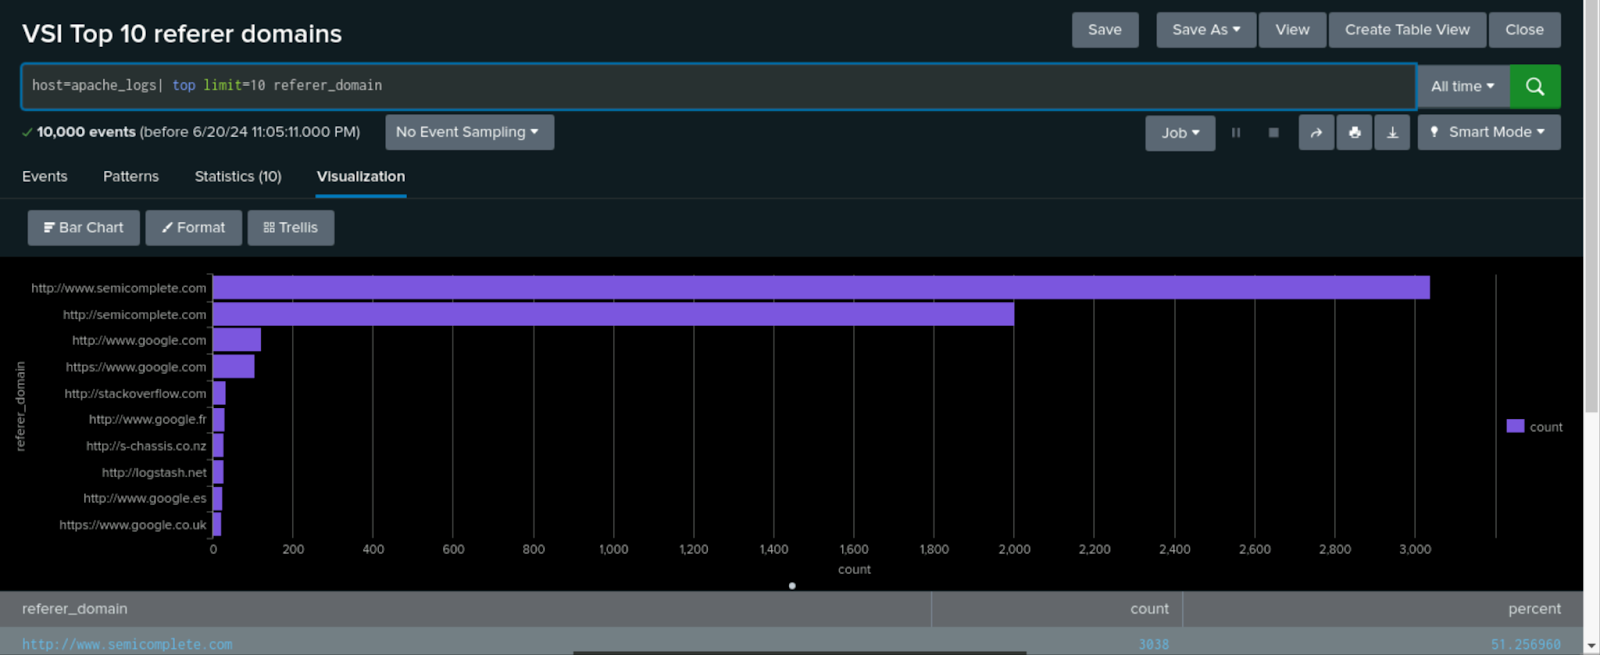 VSI Top 10 referer domains
Save
Save As
View
Create Table View
Close
host=apache_logs| top limit=10 referer_domain
All time
10,000 events (before 6/20/24 11:05:11.000 PM)
No Event Sampling
Job
Smart Mode
Events
Patterns
Statistics (10)
Visualization
Bar Chart
Format
Trellis
http://www.semicomplete.com
http://semicomplete.com
http://www.google.com
https://www.google.com
http://stackoverflow.com
http://www.google.fr
http://s-chassis.co.nz
http://logstash.net
http://www.google.es
https://www.google.co.uk
referer_domain
0 200 400 600 800 1,000 1,200 1,400 1,600 1,800 2,000 2,200 2,400 2,600 2,800 3,000
count
count
referer_domain count percent
http://www.semicomplete.com 3038 51.256960